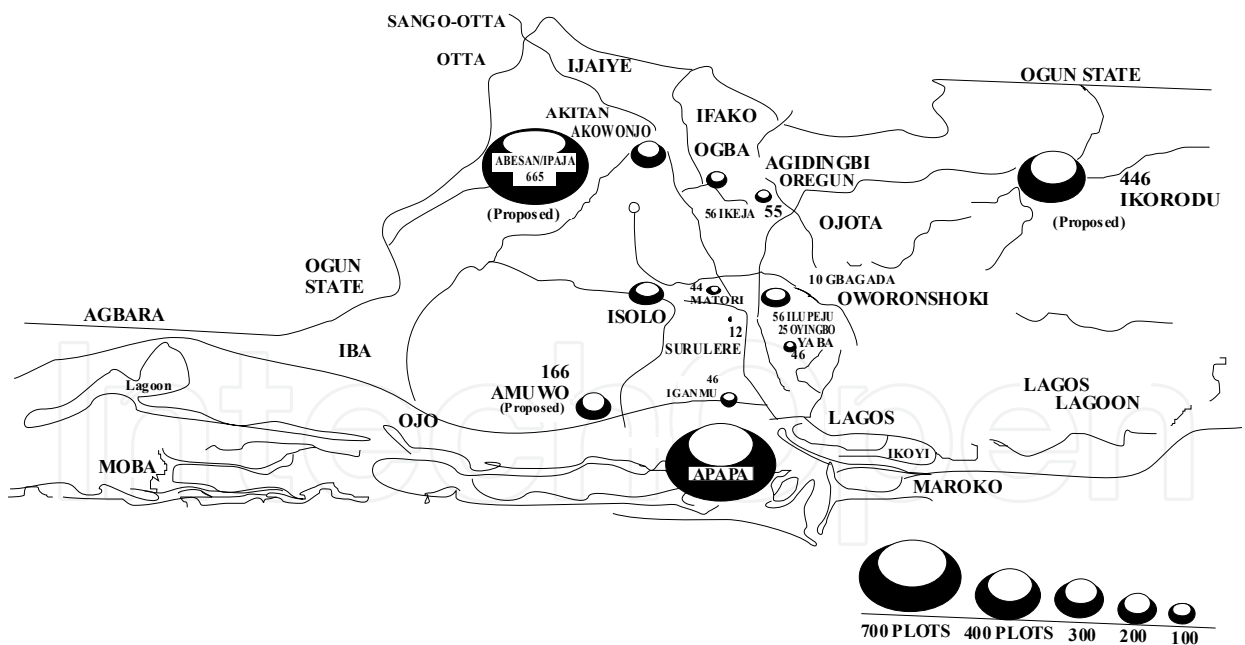 SANGO-OTTA
OTTA
IJAIYE
OGUN STATE
AKITAN
AKOWONJO
IFAKO
OGBA
ABESAN/IPAJA
665
(Proposed)
AGIDINGBI
OREGUN
446
IKORODU
(Proposed)
56 IKEJA
55
OJOTA
OGUN
STATE
10 GBAGADA
OWORONSHOKI
44
MATORI
ISOLO
AGBARA
12
56 ILUPEJU
25 OYINGBO
YABA
46
SURULERE
IBA
166
AMUWO
(Proposed)
46
IGANMU
Lagoon
LAGOS
LAGOON
OJO
LAGOS
IKOYI
MOBA
APAPA
MAROKO
IntechOpen
700 PLOTS
400 PLOTS
300
200
100